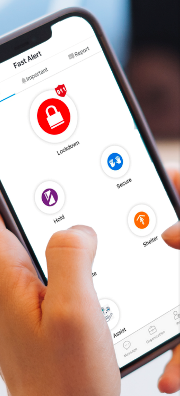 Fast Alert
Important
Report
911
Lockdown
Secure
Hold
Shelter
Assist